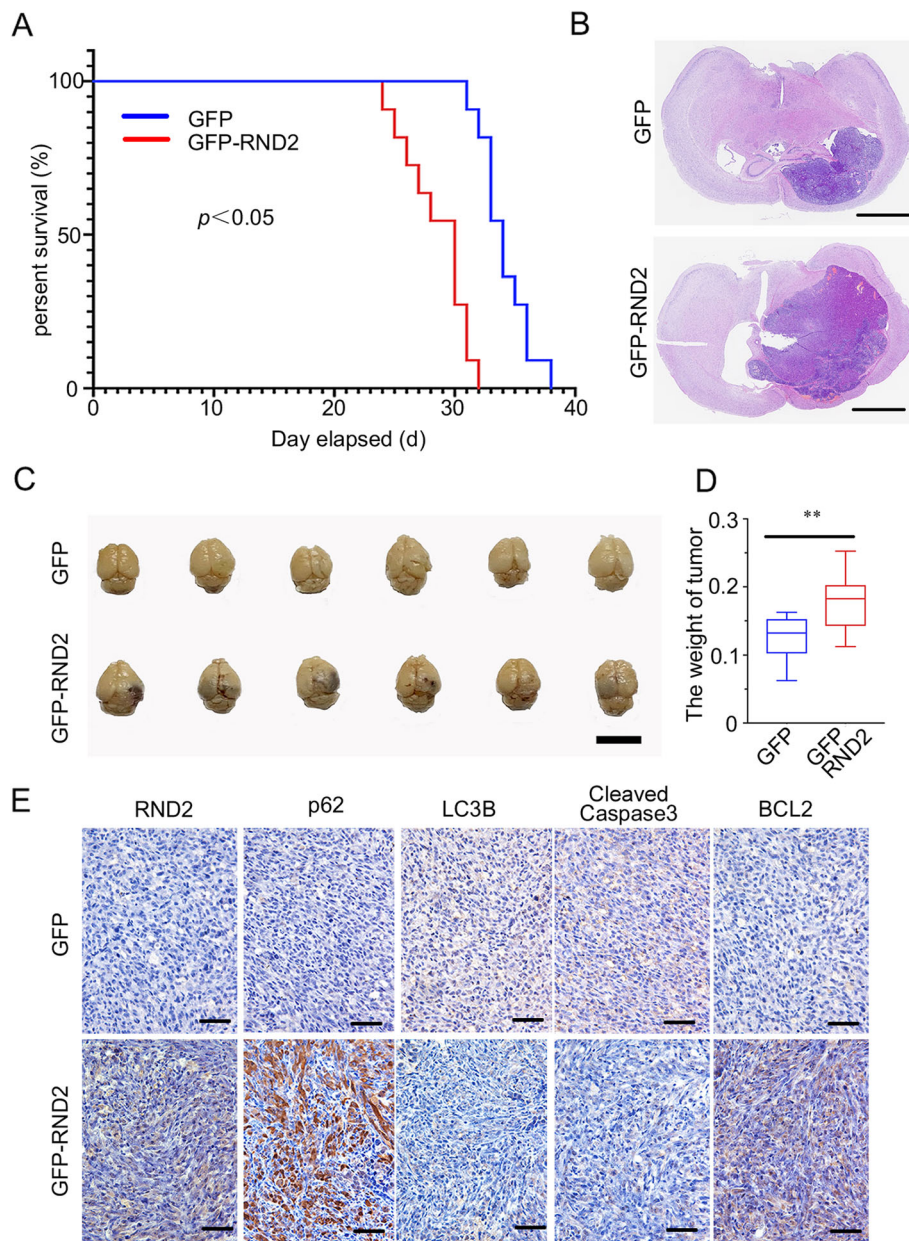 A
100
50
0
persent survival (%)
GFP
GFP-RND2
p<0.05
0
10
20
30
40
Day elapsed (d)
B
GFP
GFP-RND2
C
GFP
GFP-RND2
D
**
0.3
0.2
0.1
0
The weight of tumor
GFP
GFP
RND2
E
RND2
p62
LC3B
Cleaved
Caspase3
BCL2
GFP
GFP-RND2